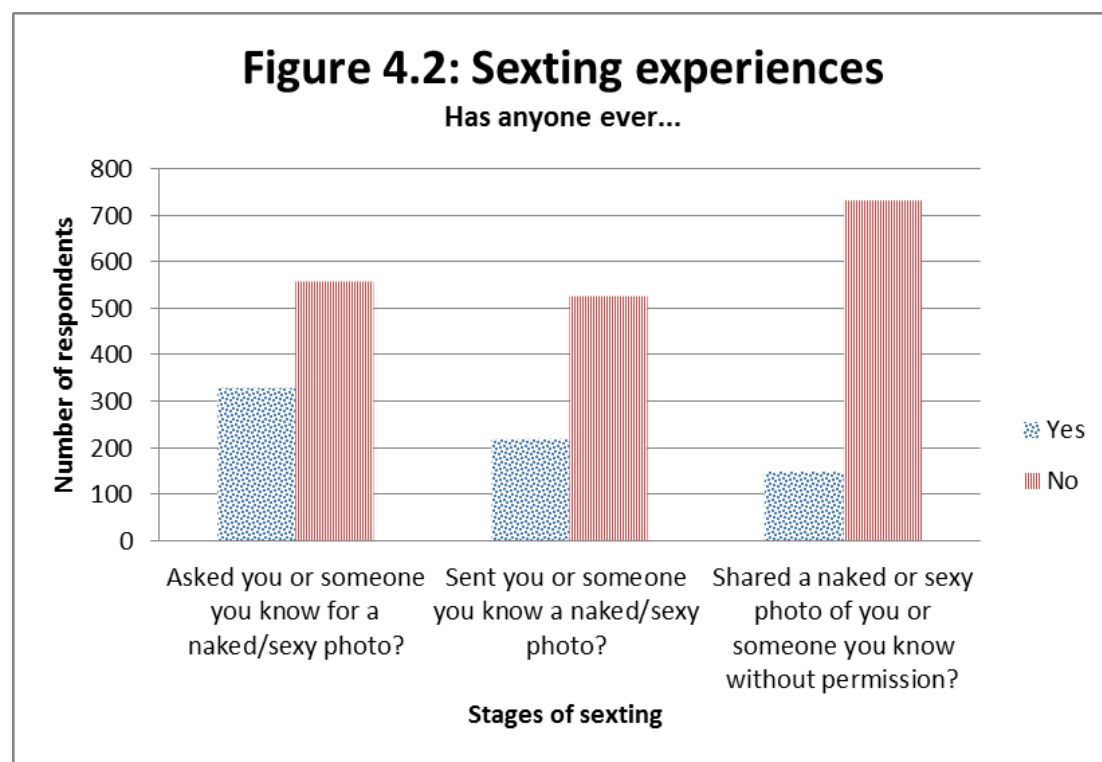 Figure 4.2: Sexting experiences
Has anyone ever...
Number of respondents
800
700
600
500
400
300
200
100
0
Asked you or someone
you know for a
naked/sexy photo?
Sent you or someone
you know a naked/sexy
photo?
Shared a naked or sexy
photo of you or
someone you know
without permission?
Stages of sexting
Yes
No